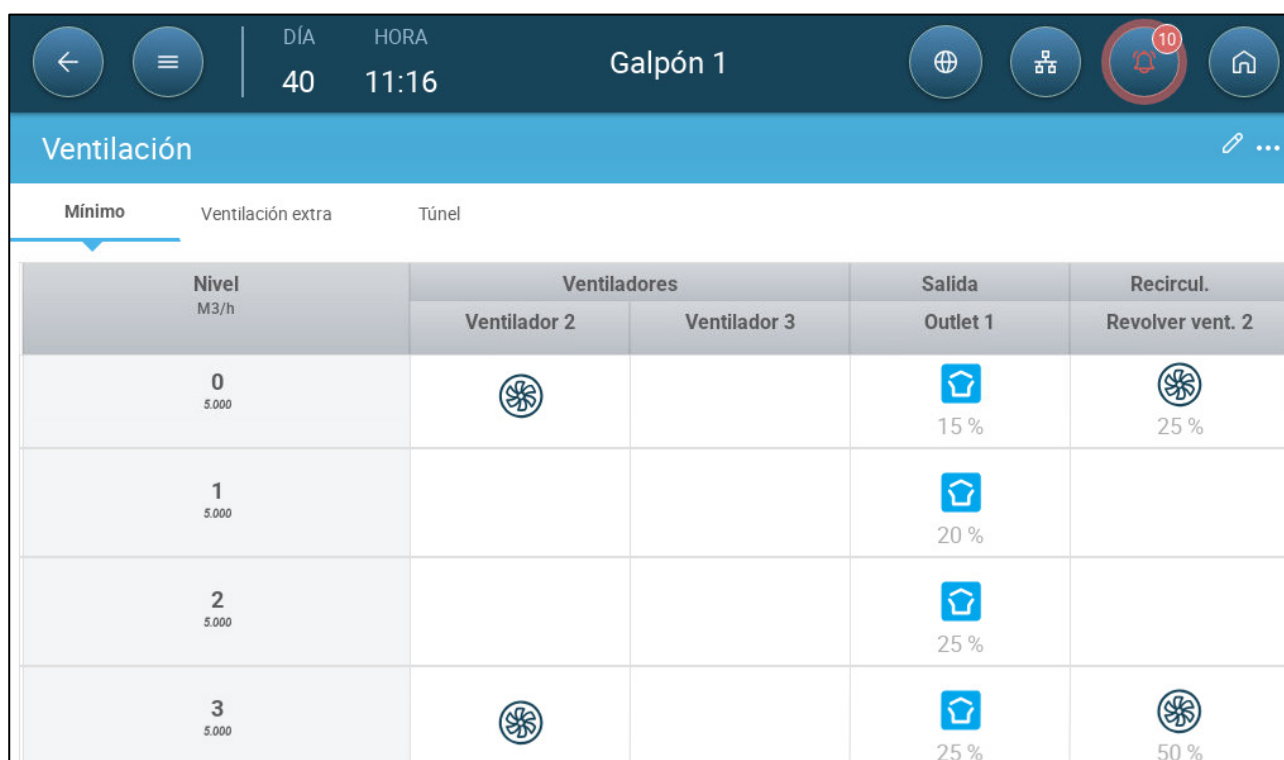 DÍA HORA
40 11:16
Galpón 1
10
Ventilación
Mínimo Ventilación extra Túnel
Nivel Ventiladores Salida Recircul.
M3/h Ventilador 2 Ventilador 3 Outlet 1 Revolver vent. 2
0
5.000
15 % 25 %
1
5.000
20 %
2
5.000
25 %
3
5.000
25 % 50 %